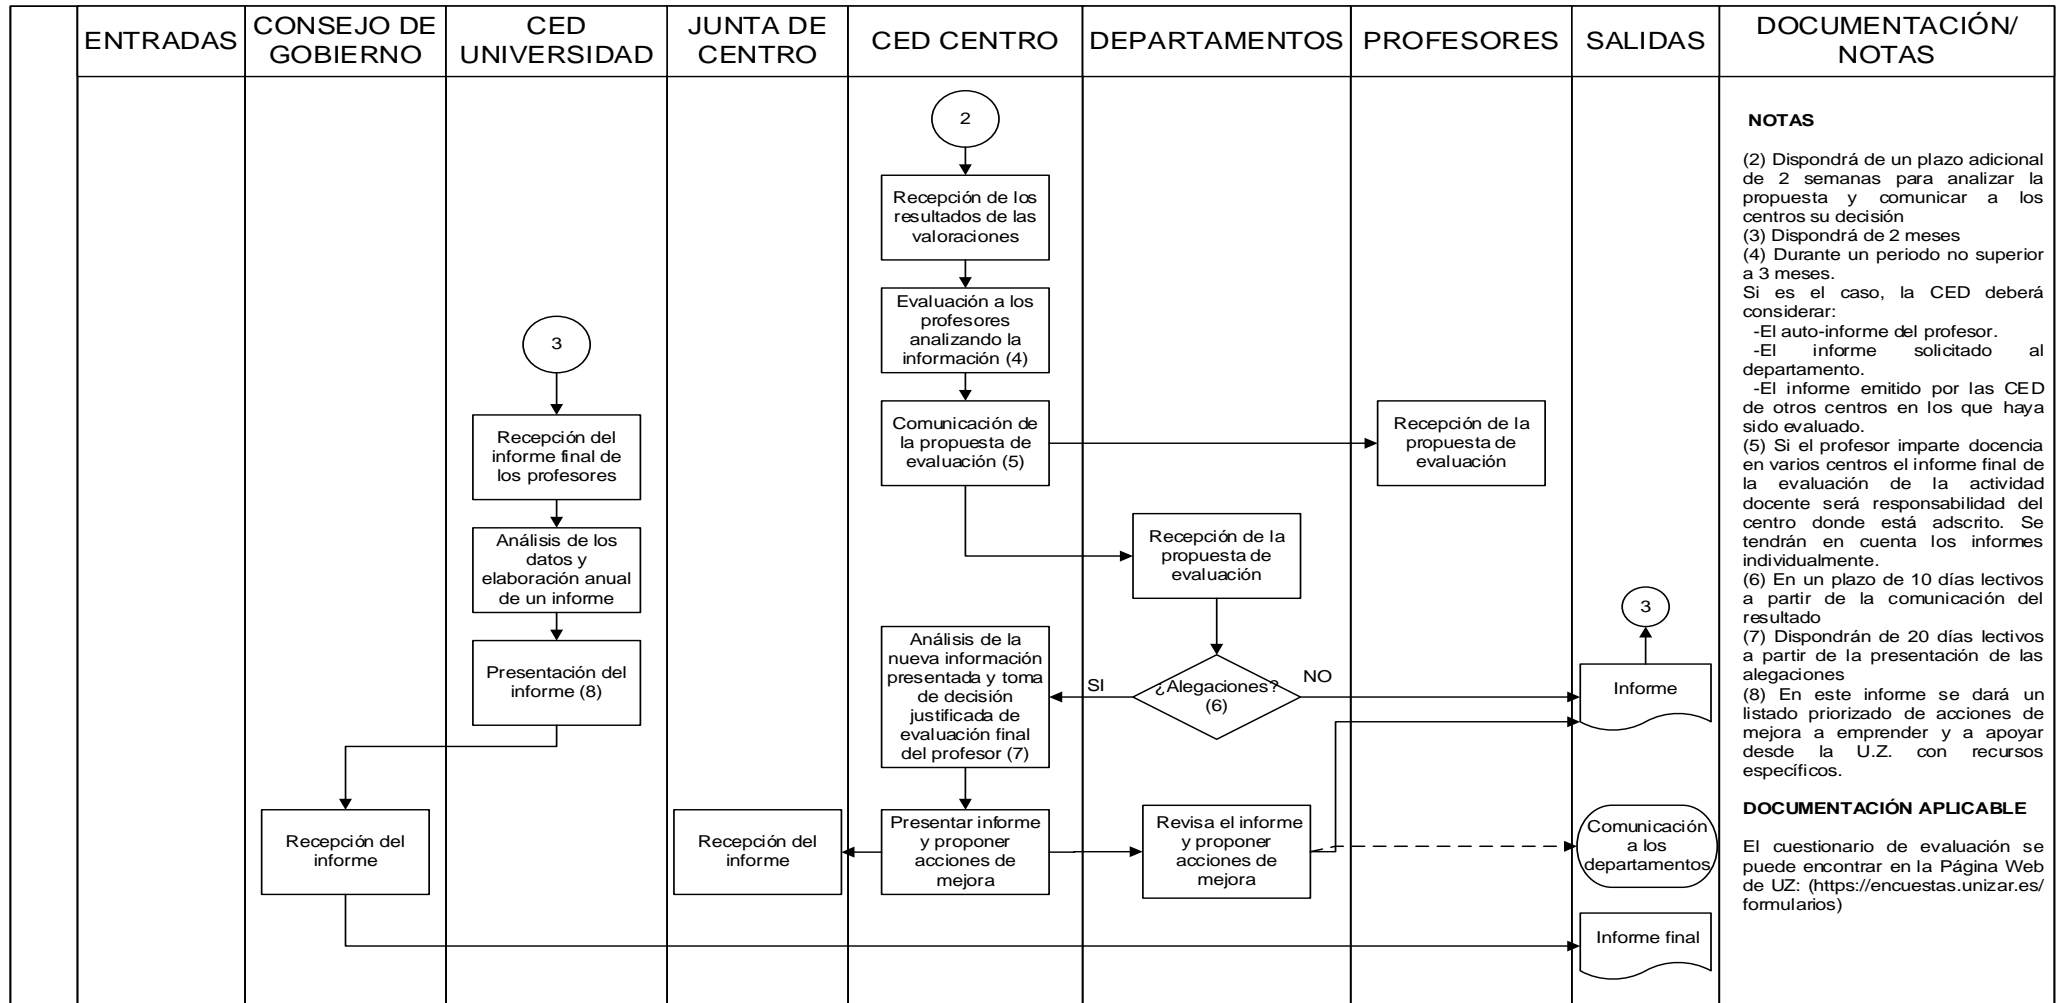 ENTRADAS
CONSEJO DE
GOBIERNO
CED
UNIVERSIDAD
JUNTA DE
CENTRO
CED CENTRO
DEPARTAMENTOS
PROFESORES
SALIDAS
DOCUMENTACIÓN/
NOTAS
2
Recepción de los
resultados de las
valoraciones
Evaluación a los
profesores
analizando la
información (4)
3
Comunicación de
la propuesta de
evaluación (5)
Recepción de la
propuesta de
evaluación
Recepción del
informe final de
los profesores
Análisis de los
datos y
elaboración anual
de un informe
Recepción de la
propuesta de
evaluación
3
Presentación del
informe (8)
Análisis de la
nueva información
presentada y toma
de decisión
justificada de
evaluación final
del profesor (7)
SI
¿Alegaciones?
(6)
NO
Informe
Recepción del
informe
Recepción del
informe
Presentar informe
y proponer
acciones de
mejora
Revisa el informe
y proponer
acciones de
mejora
Comunicación
a los
departamentos
Informe final
NOTAS
(2) Dispondrá de un plazo adicional
de 2 semanas para analizar la
propuesta y comunicar a los
centros su decisión
(3) Dispondrá de 2 meses
(4) Durante un periodo no superior
a 3 meses.
Si es el caso, la CED deberá
considerar:
-El auto-informe del profesor.
-El informe solicitado al
departamento.
-El informe emitido por las CED
de otros centros en los que haya
sido evaluado.
(5) Si el profesor imparte docencia
en varios centros el informe final de
la evaluación de la actividad
docente será responsabilidad del
centro donde está adscrito. Se
tendrán en cuenta los informes
individualmente.
(6) En un plazo de 10 días lectivos
a partir de la comunicación del
resultado
(7) Dispondrán de 20 días lectivos
a partir de la presentación de las
alegaciones
(8) En este informe se dará un
listado priorizado de acciones de
mejora a emprender y a apoyar
desde la U.Z. con recursos
específicos.
DOCUMENTACIÓN APLICABLE
El cuestionario de evaluación se
puede encontrar en la Página Web
de UZ: (https://encuestas.unizar.es/
formularios)